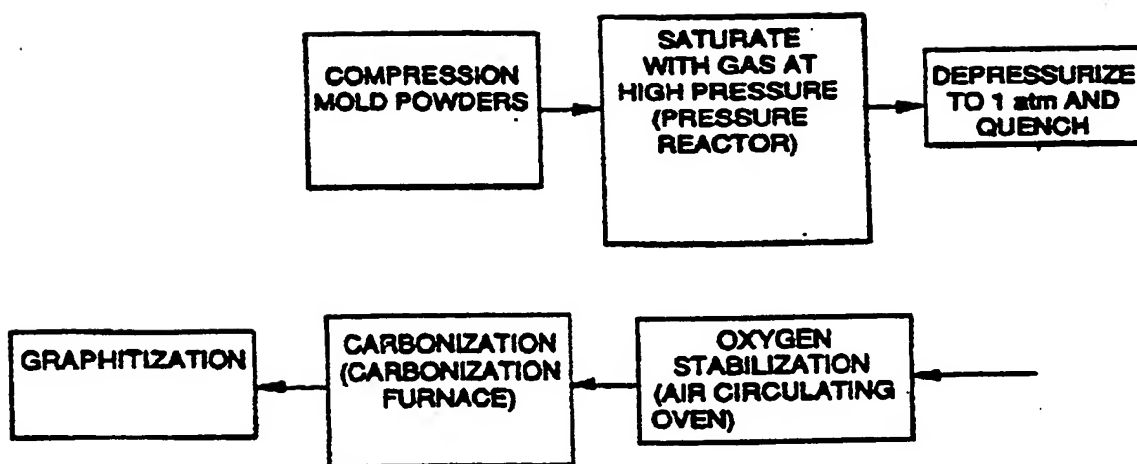 COMPRESSION
MOLD POWDERS
SATURATE
WITH GAS AT
HIGH PRESSURE
(PRESSURE
REACTOR)
DEPRESSURIZE
TO 1 atm AND
QUENCH
OXYGEN
STABILIZATION
(AIR CIRCULATING
OVEN)
CARBONIZATION
(CARBONIZATION
FURNACE)
GRAPHITIZATION